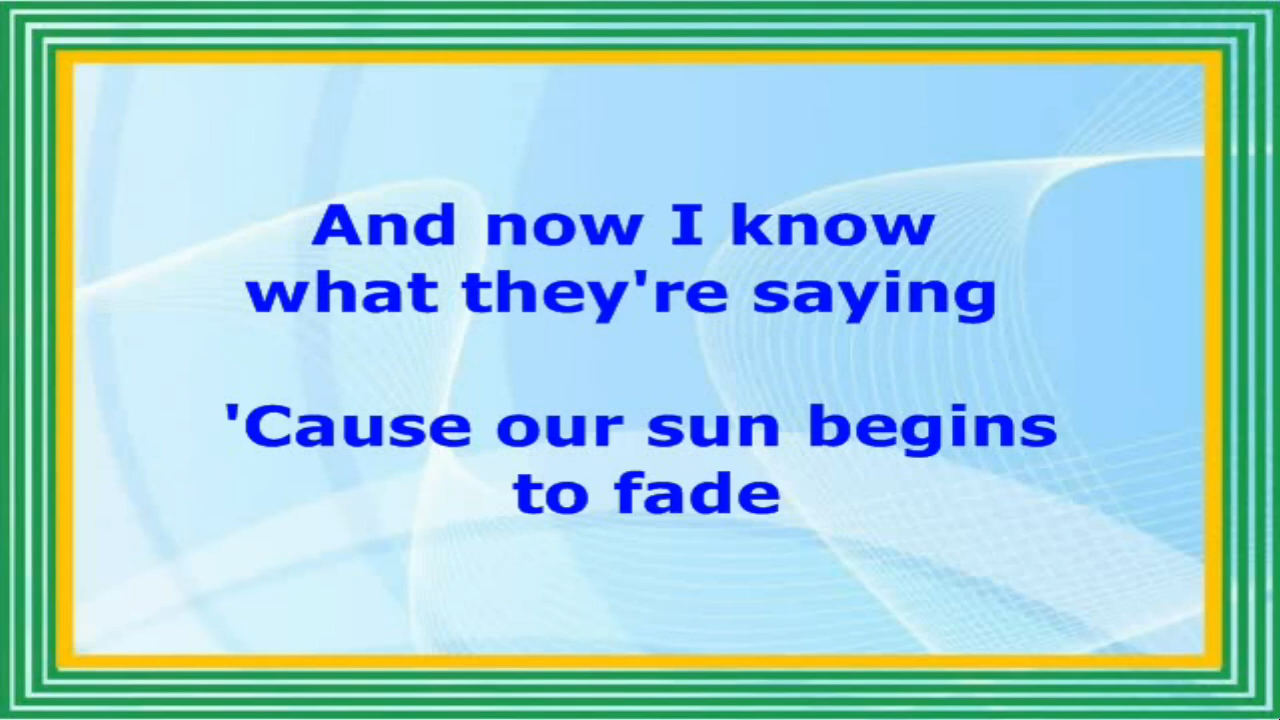 And now I know
what they're saying
'Cause our sun begins
to fade